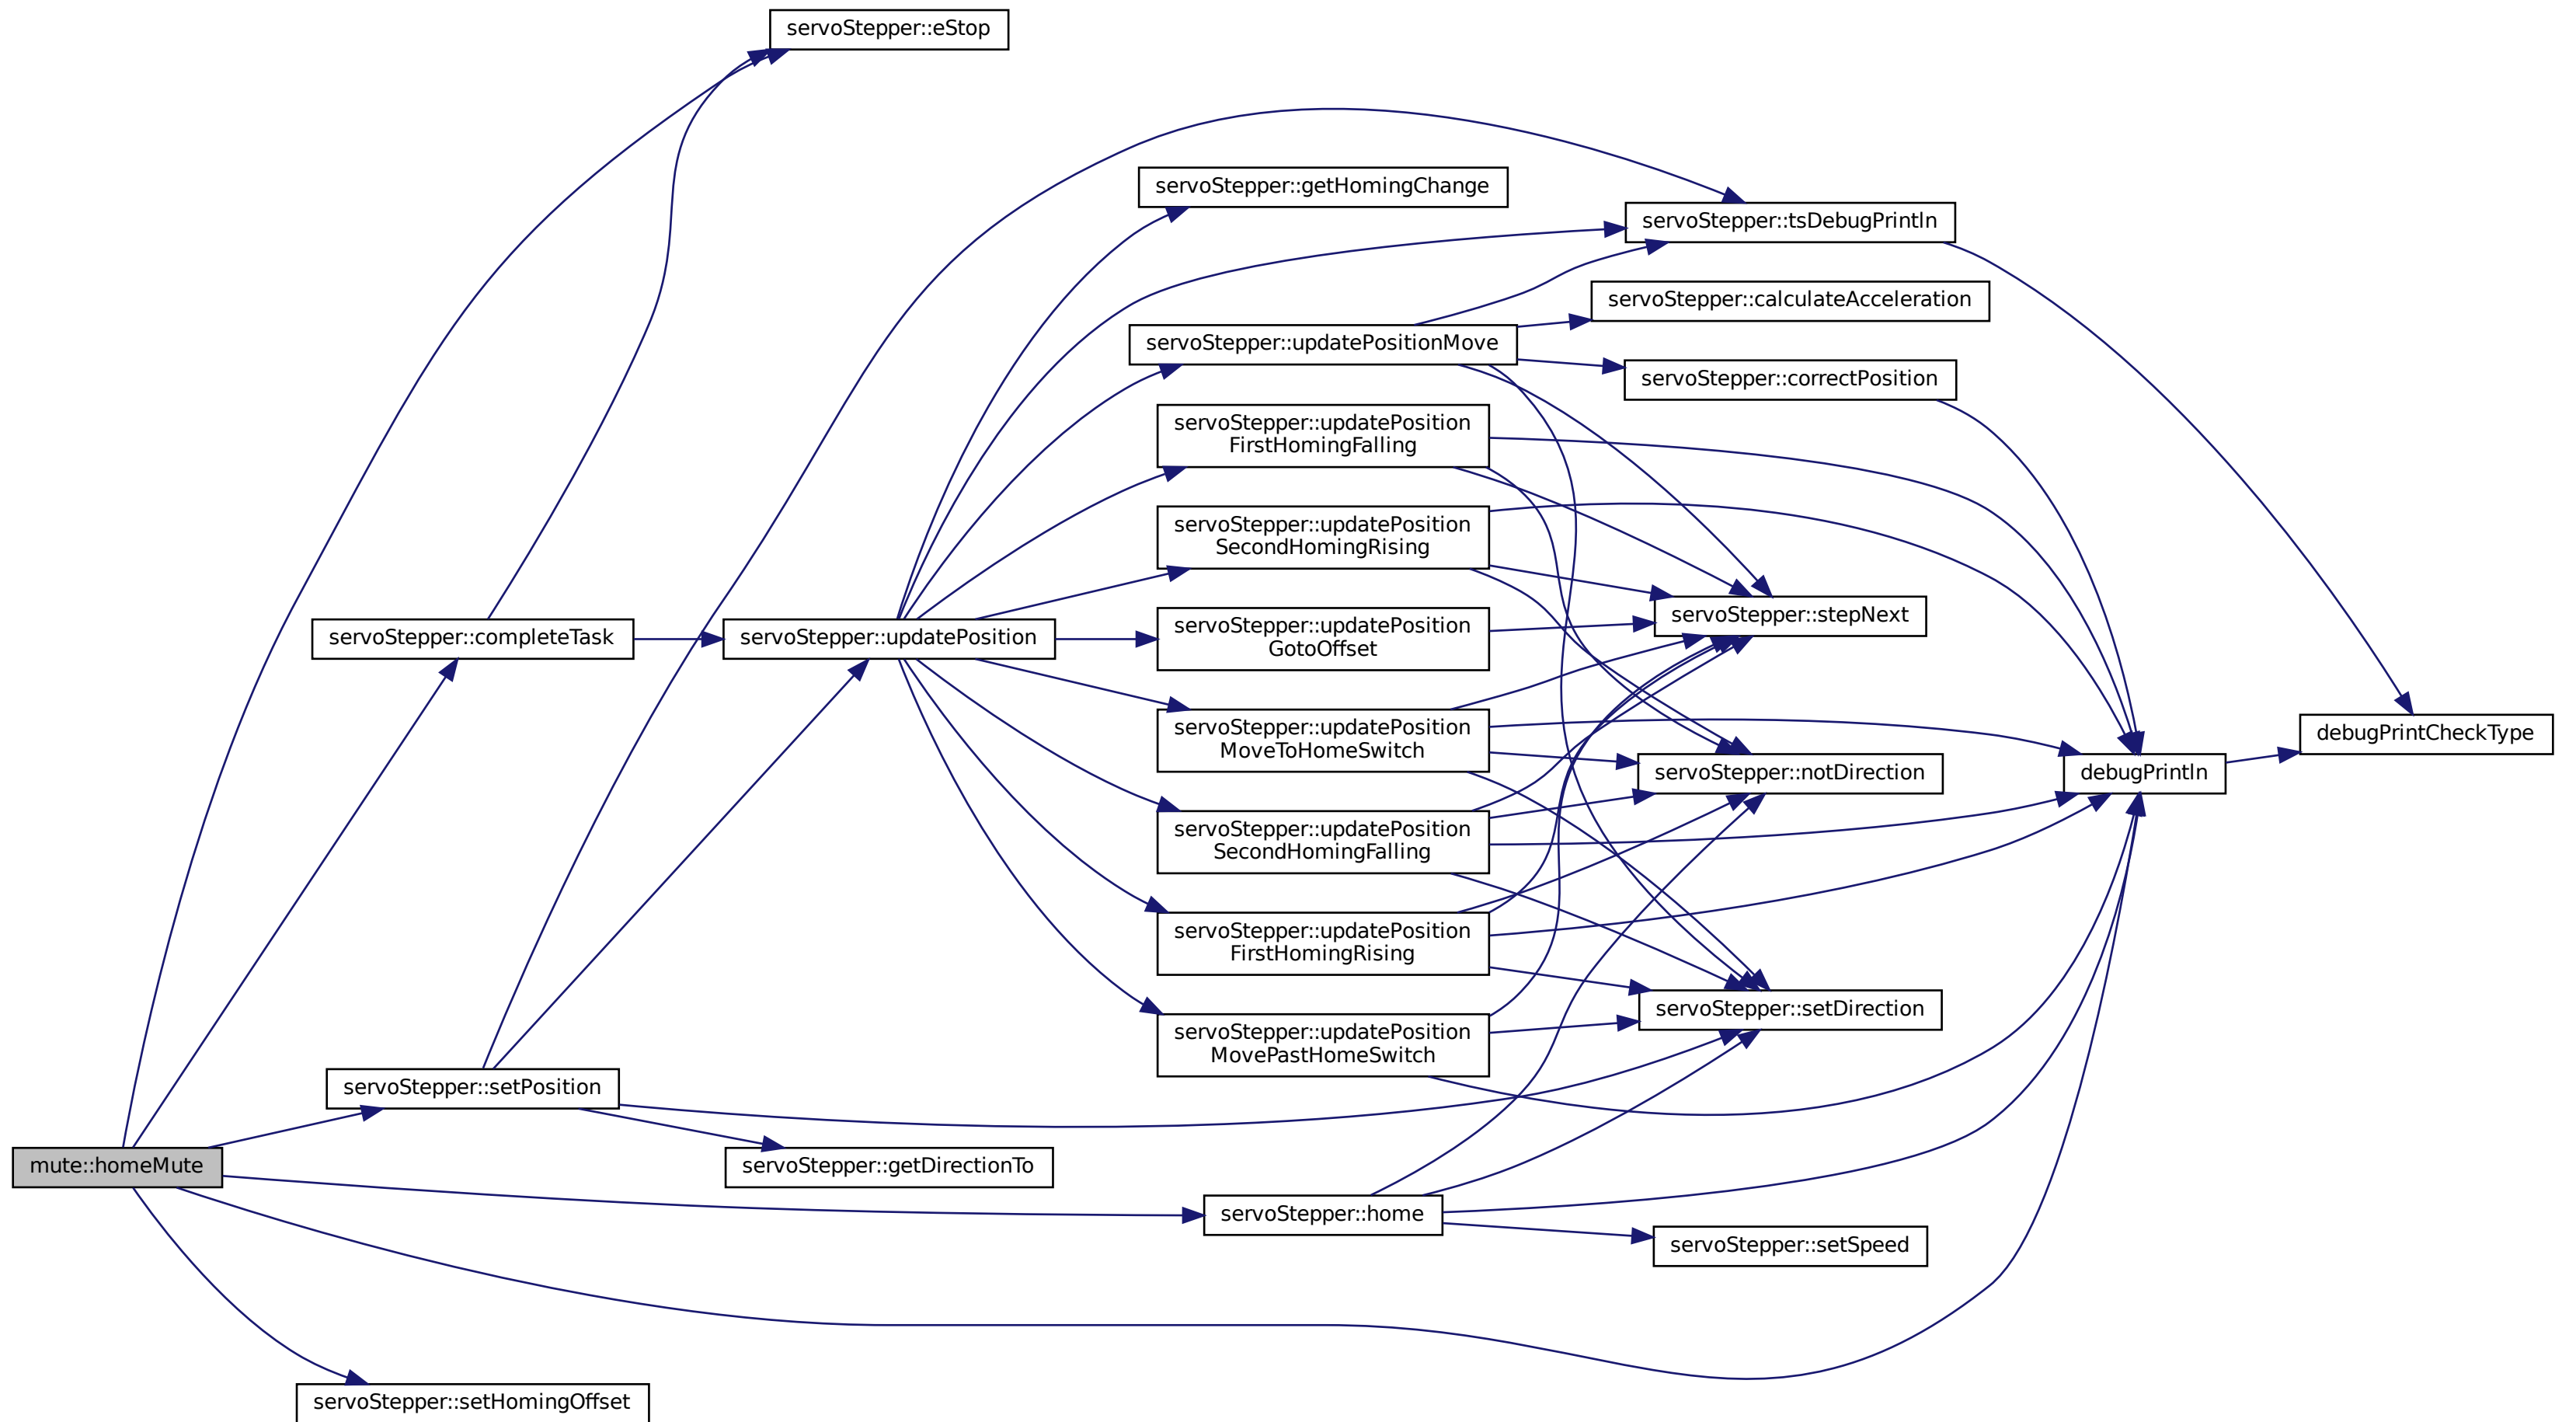 servoStepper::eStop
servoStepper::getHomingChange
servoStepper::tsDebugPrintln
servoStepper::calculateAcceleration
servoStepper::updatePositionMove
servoStepper::correctPosition
servoStepper::updatePosition
FirstHomingFalling
servoStepper::updatePosition
SecondHomingRising
servoStepper::stepNext
servoStepper::completeTask
servoStepper::updatePosition
servoStepper::updatePosition
GotoOffset
servoStepper::updatePosition
MoveToHomeSwitch
debugPrintCheckType
servoStepper::notDirection
debugPrintln
servoStepper::updatePosition
SecondHomingFalling
servoStepper::updatePosition
FirstHomingRising
servoStepper::setDirection
servoStepper::updatePosition
MovePastHomeSwitch
servoStepper::setPosition
mute::homeMute
servoStepper::getDirectionTo
servoStepper::home
servoStepper::setSpeed
servoStepper::setHomingOffset